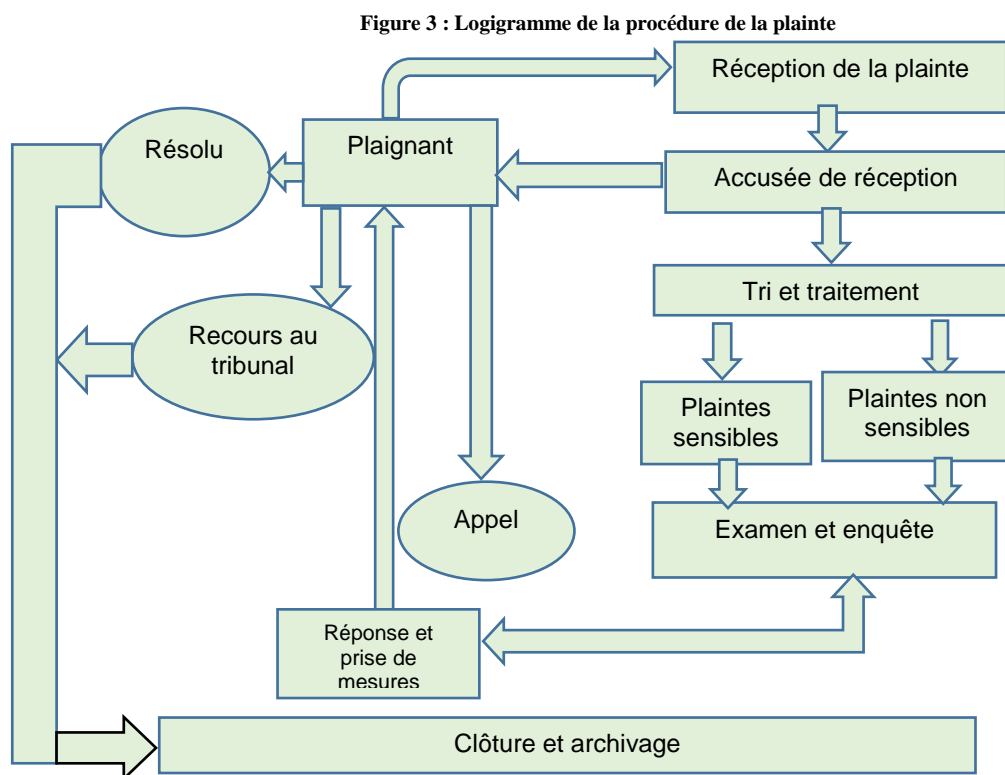 Figure 3 : Logigramme de la procédure de la plainte
Réception de la plainte
Résolu
Plaignant
Accusée de réception
Tri et traitement
Recours au
tribunal
Plaintes
sensibles
Plaintes non
sensibles
Appel
Examen et enquête
Réponse et
prise de
mesures
Clôture et archivage